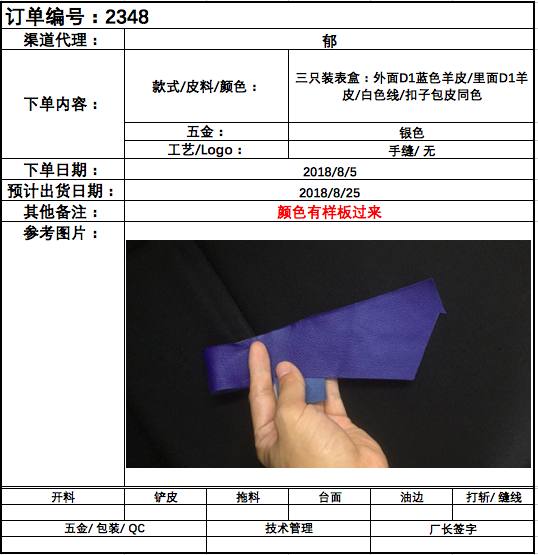 订单编号：2348
渠道代理： 郁
下单内容： 款式/皮料/颜色： 三只装表盒：外面D1蓝色羊皮/里面D1羊
皮/白色线/扣子包皮同色
五金： 银色
工艺/Logo： 手缝/ 无
下单日期： 2018/8/5
预计出货日期： 2018/8/25
其他备注： 颜色有样板过来
参考图片：
开料 铲皮 拖料 台面 油边 打斩/ 缝线
五金/ 包装/ QC 技术管理 厂长签字